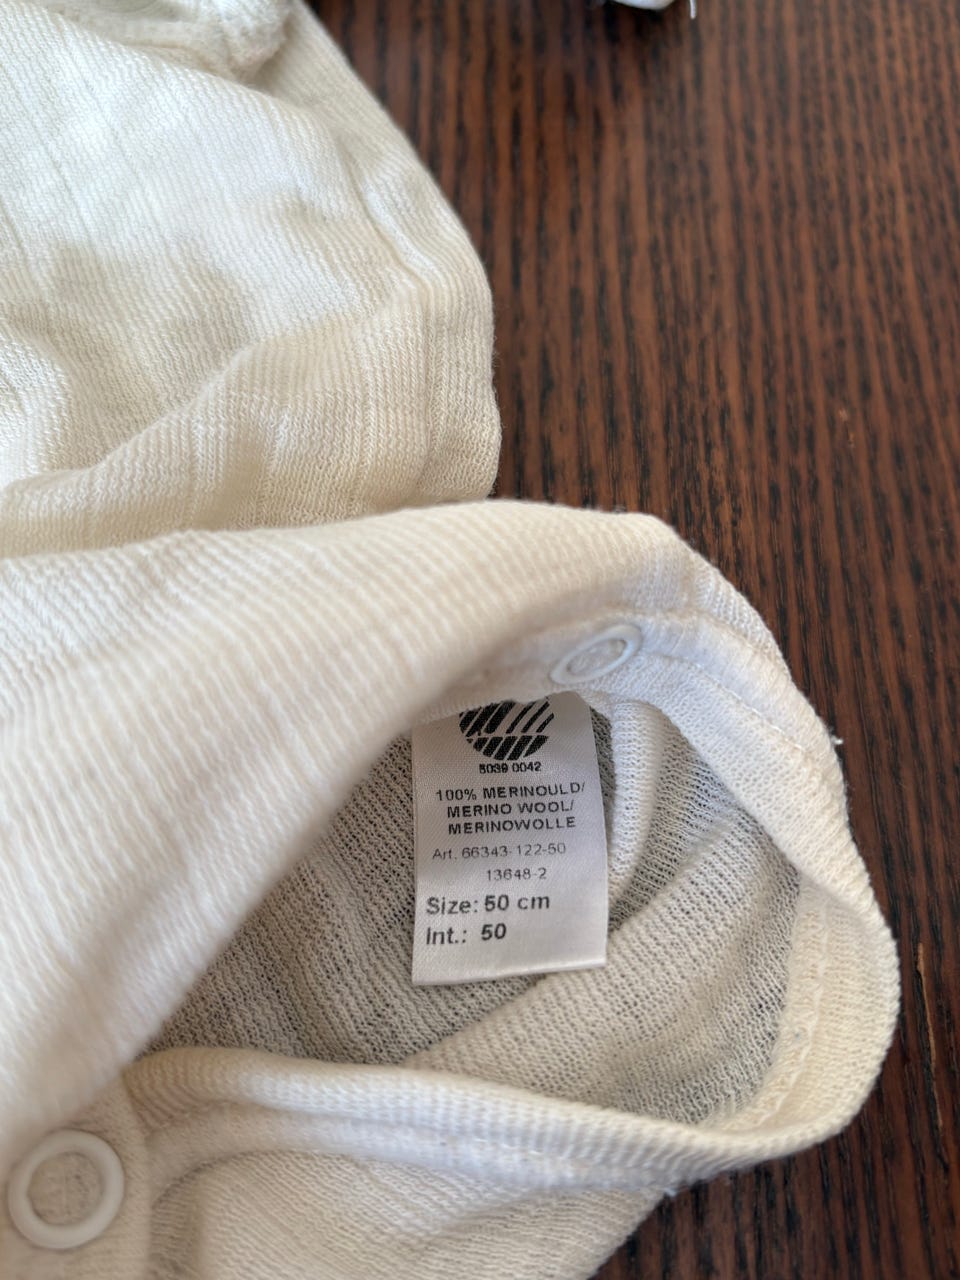 5039 0042
100% MERINOULD/
MERINO WOOL/
MERINOWOLLE
Art. 66343-122-50
13648-2
Size: 50 cm
Int.: 50